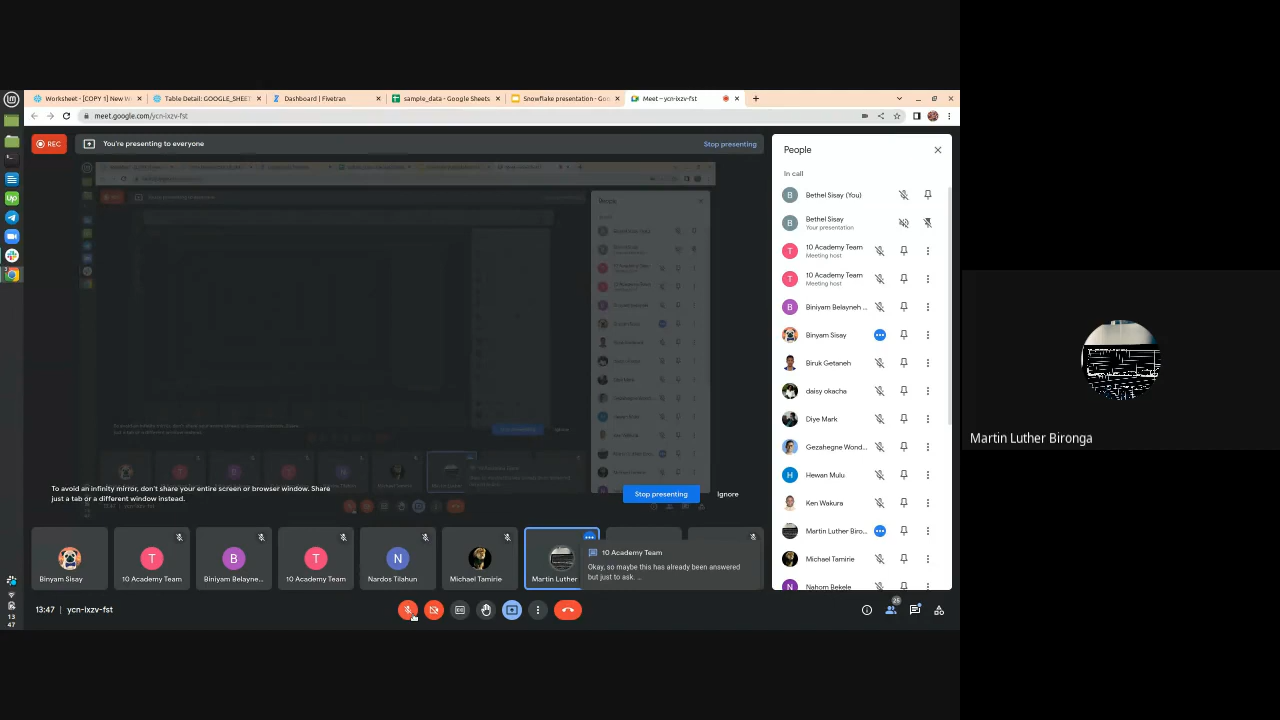 Worksheet - [COPY 1] New W
Table Detail: GOOGLE_SHEET
Dashboard | Fivetran
sample_data - Google Sheets
Snowflake presentation - Goo
Meet – ycn-ixzv-fst
meet.google.com/ycn-ixzv-fst
REC
You're presenting to everyone
Stop presenting
People
In call
Bethel Sisay (You)
Bethel Sisay
Your presentation
10 Academy Team
Meeting host
10 Academy Team
Meeting host
Biniyam Belayneh ...
Binyam Sisay
Biruk Getaneh
daisy okacha
Diye Mark
Gezahegne Wond...
Hewan Mulu
Ken Wakura
Martin Luther Biro...
Michael Tamirie
Nahom Bekele
To avoid an infinity mirror, don't share your entire screen or browser window. Share
just a tab or a different window instead.
Stop presenting
Ignore
Binyam Sisay
10 Academy Team
Biniyam Belayne...
10 Academy Team
Nardos Tilahun
Michael Tamirie
Martin Luther
10 Academy Team
Okay, so maybe this has already been answered
but just to ask. ...
13:47 | ycn-ixzv-fst
26
13
47
Martin Luther Bironga